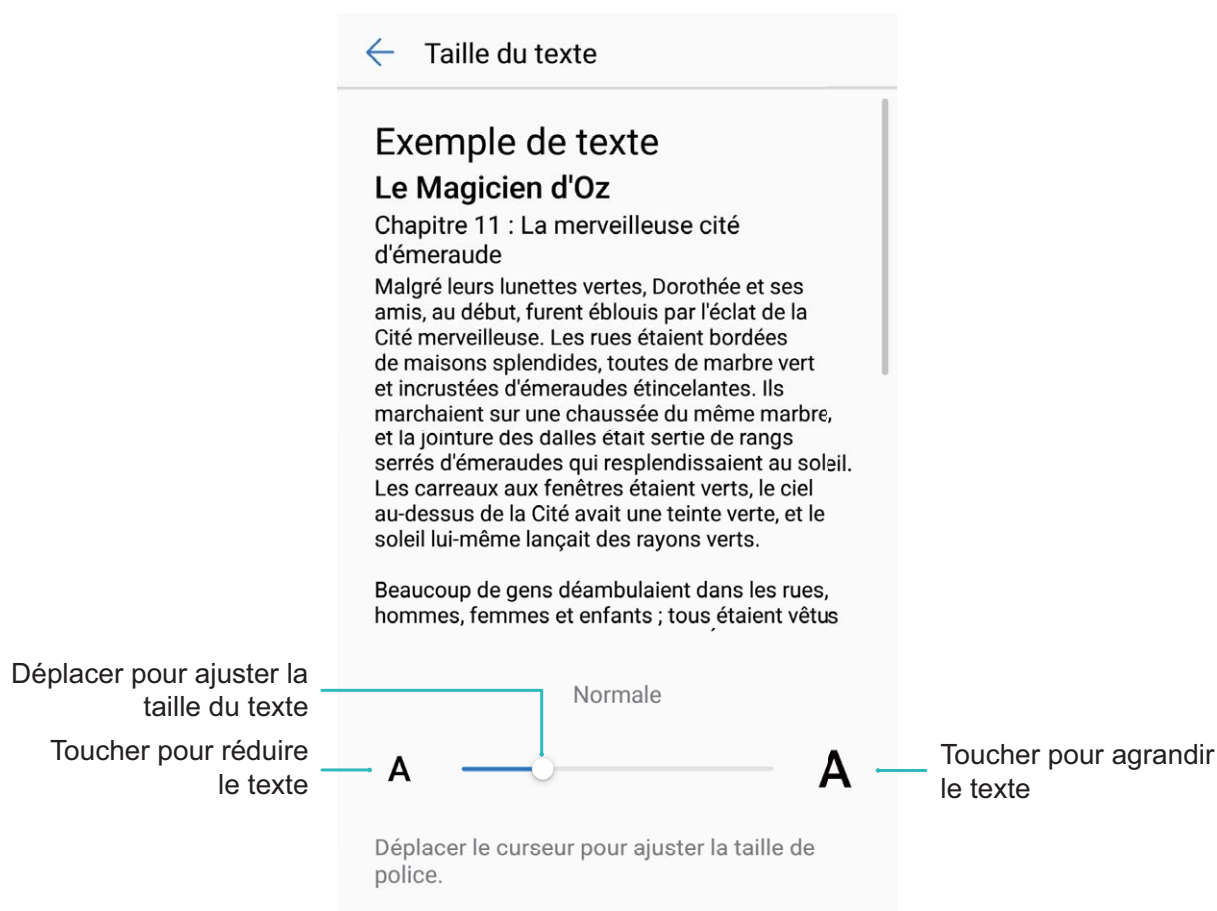 Taille du texte
Exemple de texte
Le Magicien d'Oz
Chapitre 11 : La merveilleuse cité
d'émeraude
Malgré leurs lunettes vertes, Dorothée et ses
amis, au début, furent éblouis par l'éclat de la
Cité merveilleuse. Les rues étaient bordées
de maisons splendides, toutes de marbre vert
et incrustées d'émeraudes étincelantes. Ils
marchaient sur une chaussée du même marbre,
et la jointure des dalles était sertie de rangs
serrés d'émeraudes qui resplendissaient au soleil.
Les carreaux aux fenêtres étaient verts, le ciel
au-dessus de la Cité avait une teinte verte, et le
soleil lui-même lançait des rayons verts.
Beaucoup de gens déambulaient dans les rues,
hommes, femmes et enfants ; tous étaient vêtus
Déplacer pour ajuster la
taille du texte
Normale
Toucher pour réduire
le texte
A
A
Toucher pour agrandir
le texte
Déplacer le curseur pour ajuster la taille de
police.